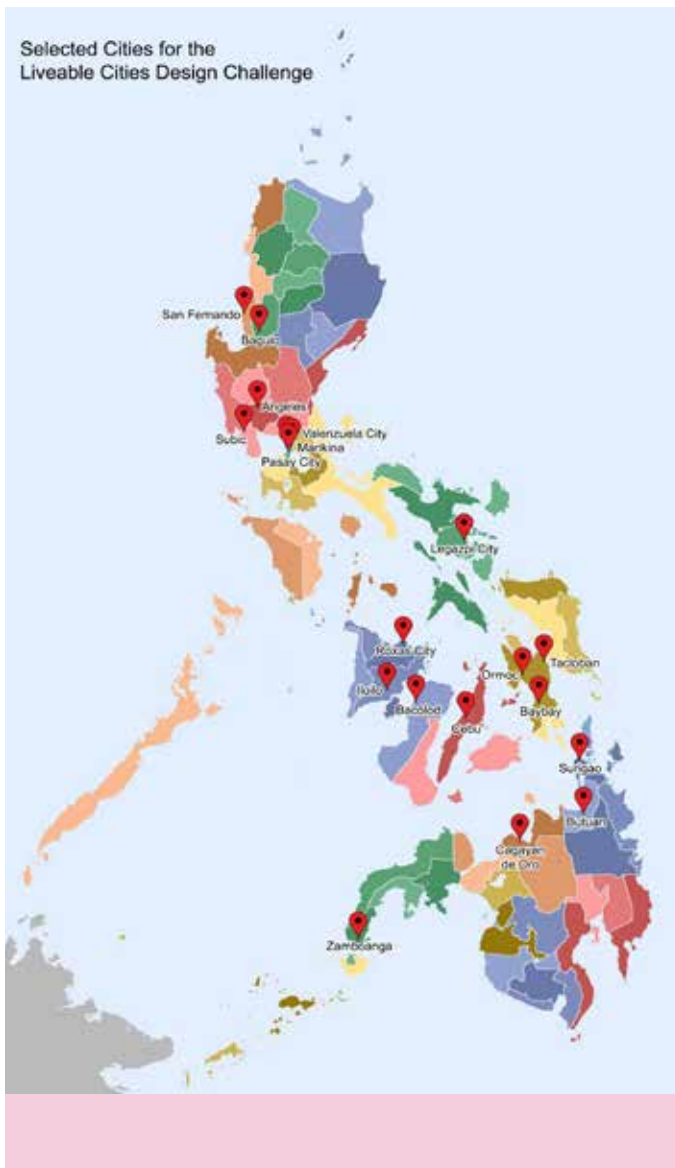 Selected Cities for the
Liveable Cities Design Challenge
San Fernando
Baguio
Angeles
Subic
Valenzuela City
Marikina
Pasay City
Legazpi City
Roxas City
Tacloban
Ormoc
Iloilo
Bacolod
Baybay
Cebu
Surigao
Butuan
Cagayan
de Oro
Zamboanga